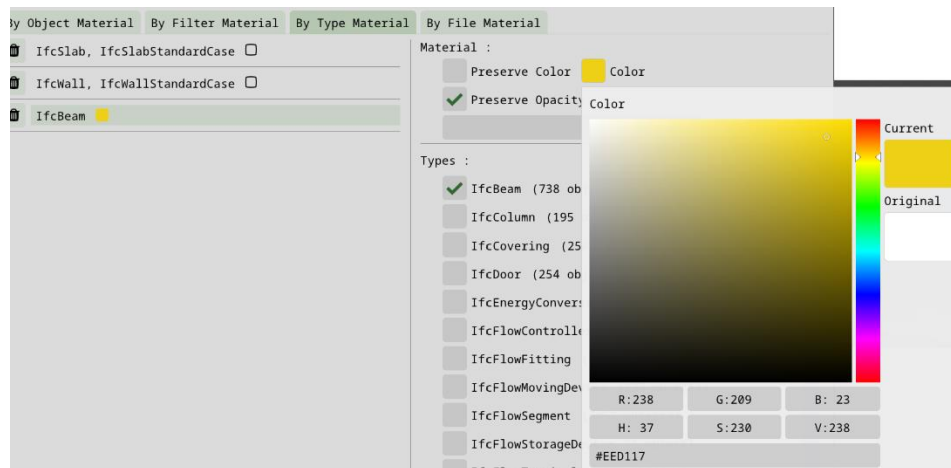 By Object Material By Filter Material By Type Material By File Material
IfcSlab, IfcSlabStandardCase
IfcWall, IfcWallStandardCase
IfcBeam
Material :
Preserve Color Color
Preserve Opacity
Color
Current
Original
Types :
IfcBeam (738 ob
IfcColumn (195
IfcCovering (25
IfcDoor (254 ob
IfcEnergyConvers
IfcFlowControlle
IfcFlowFitting
IfcFlowMovingDev
IfcFlowSegment
IfcFlowStorageDe
R:238 G:209 B: 23
H: 37 S:230 V:238
#EED117